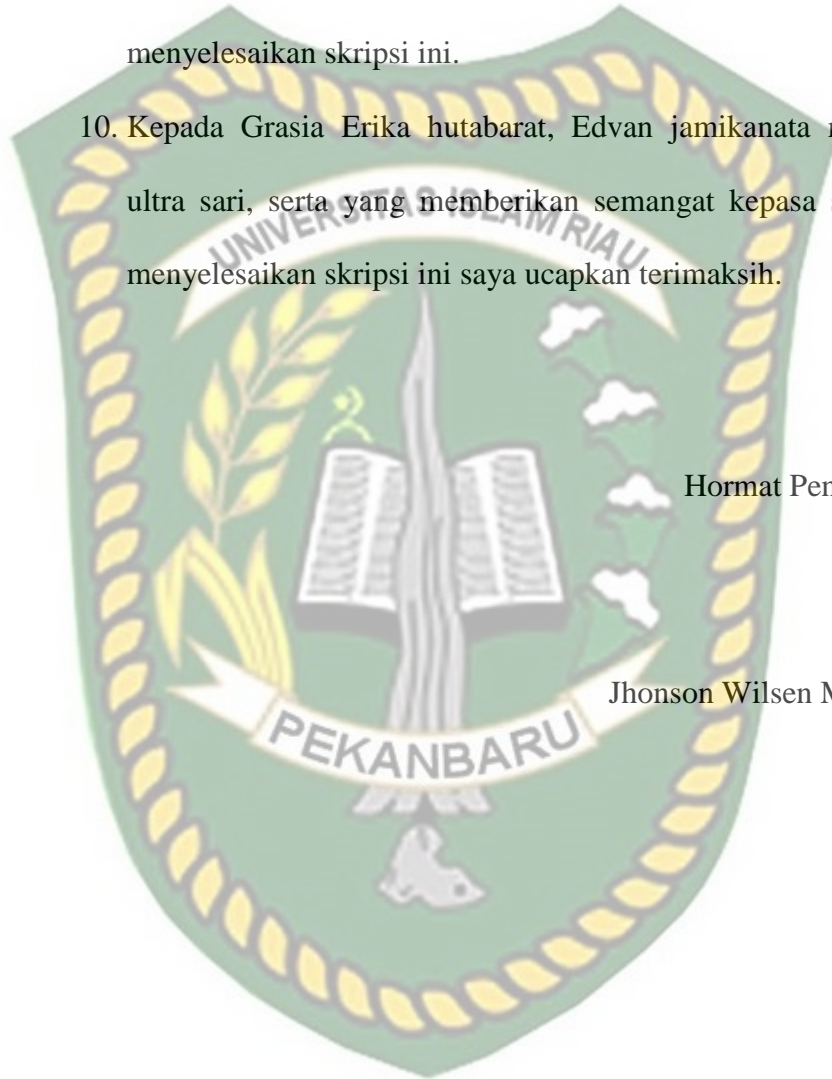 menyelesaikan skripsi ini.
10. Kepada Grasia Erika hutabarat, Edvan jamikanata
ultra sari, serta yang memberikan semangat kepasa
UNIVERSITAS ISLAM RIAU
menyelesaikan skripsi ini saya ucapkan terimaksih.
Hormat
Jhonson Wilsen
PEKANBARU